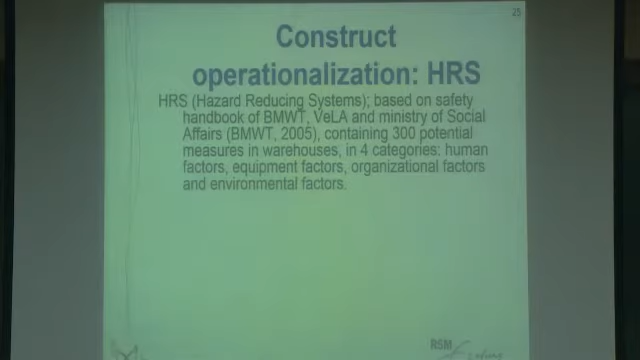 25
Construct
operationalization: HRS
HRS (Hazard Reducing Systems); based on safety
handbook of BMWT, VeLA and ministry of Social
Affairs (BMWT, 2005), containing 300 potential
measures in warehouses, in 4 categories: human
factors, equipment factors, organizational factors
and environmental factors.
RSM